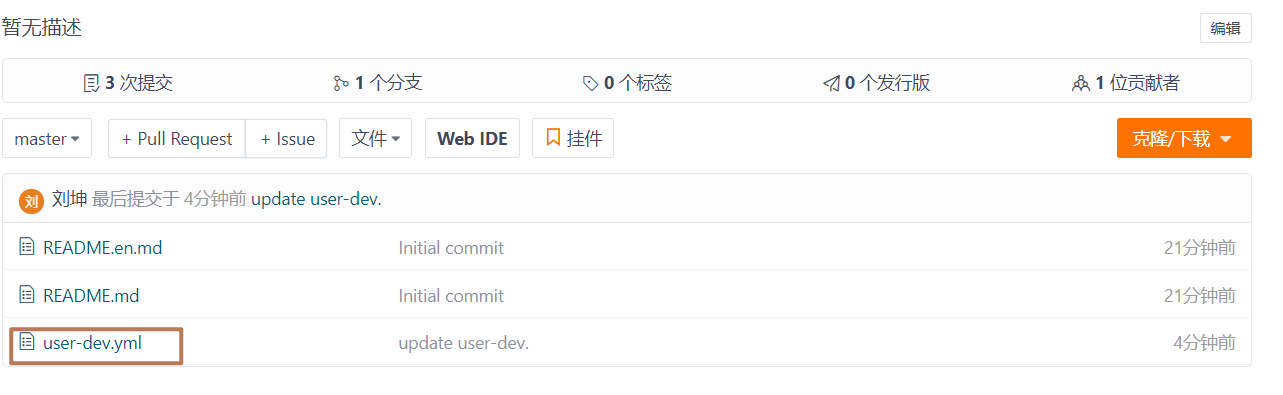 暂无描述
编辑
3 次提交
1 个分支
0 个标签
0 个发行版
1 位贡献者
master
+ Pull Request
+ Issue
文件
Web IDE
挂件
克隆/下载
刘 刘坤 最后提交于 4分钟前 update user-dev.
README.en.md Initial commit 21分钟前
README.md Initial commit 21分钟前
user-dev.yml update user-dev. 4分钟前